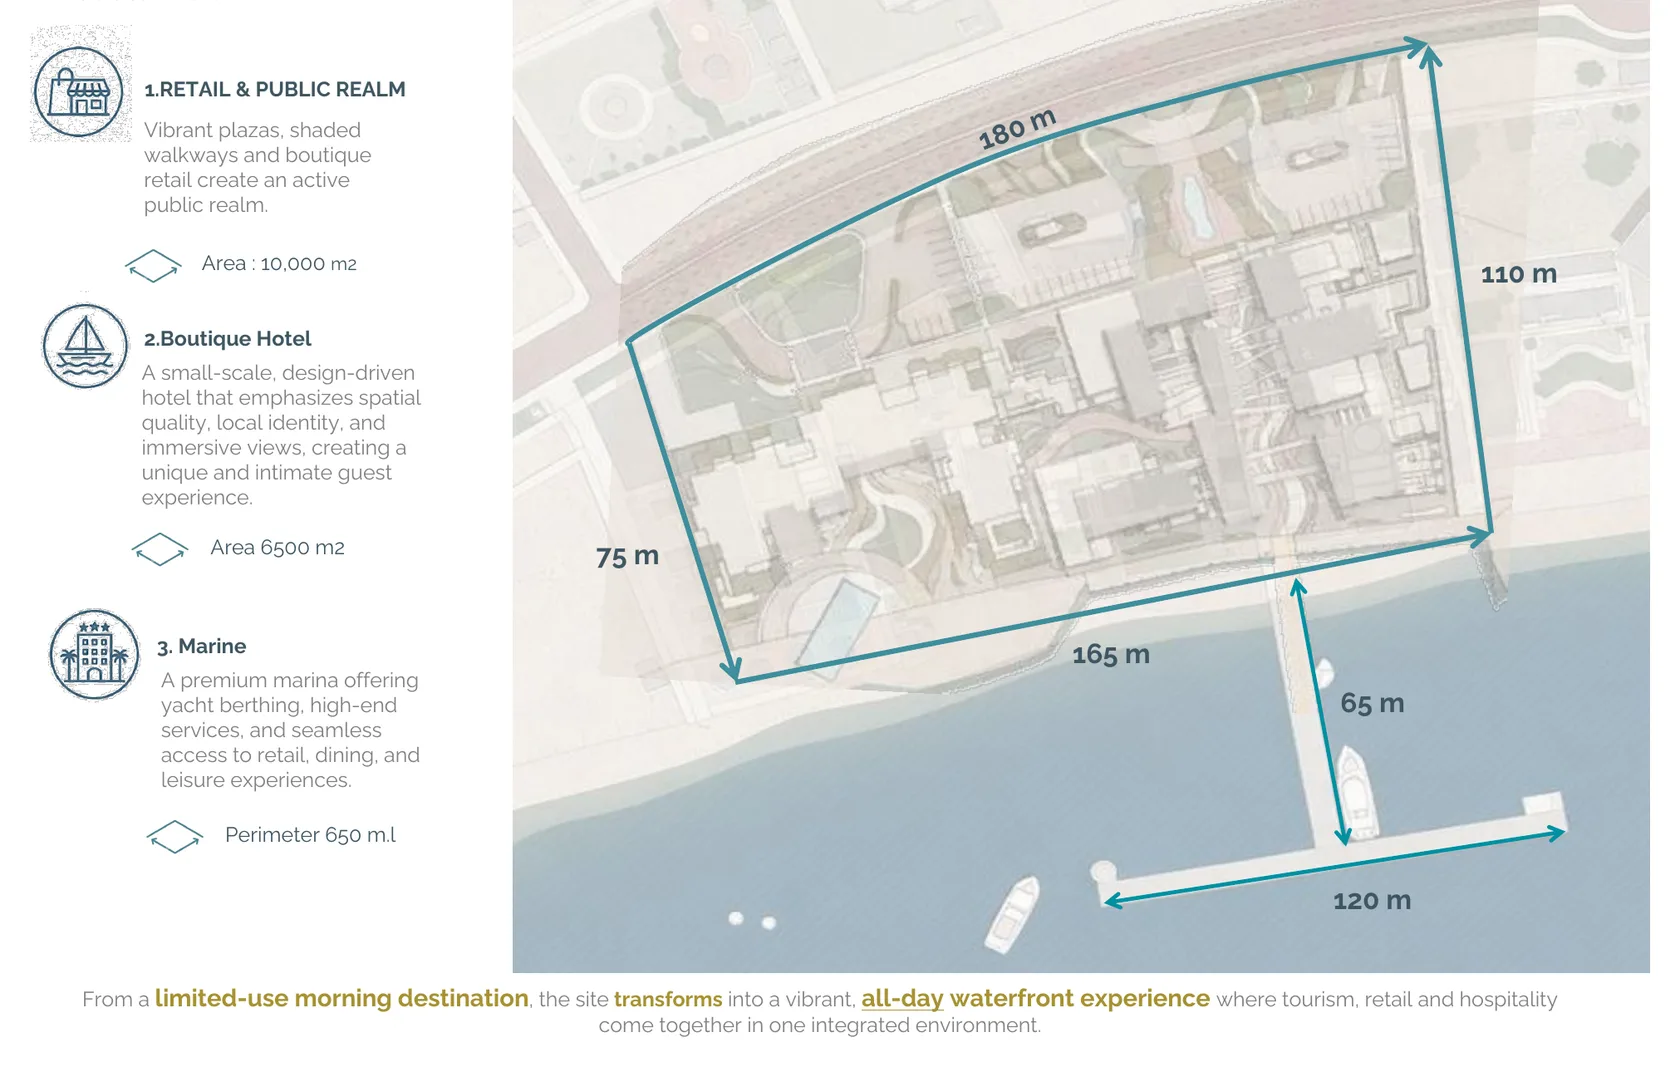 1.RETAIL & PUBLIC REALM
Vibrant plazas, shaded
walkways and boutique
retail create an active
public realm.
Area : 10,000 m2
2.Boutique Hotel
A small-scale, design-driven
hotel that emphasizes spatial
quality, local identity, and
immersive views, creating a
unique and intimate guest
experience.
Area 6500 m2
3. Marine
A premium marina offering
yacht berthing, high-end
services, and seamless
access to retail, dining, and
leisure experiences.
Perimeter 650 m.l
180 m
110 m
75 m
165 m
65 m
120 m
From a limited-use morning destination, the site transforms into a vibrant, all-day waterfront experience where tourism, retail and hospitality
come together in one integrated environment.